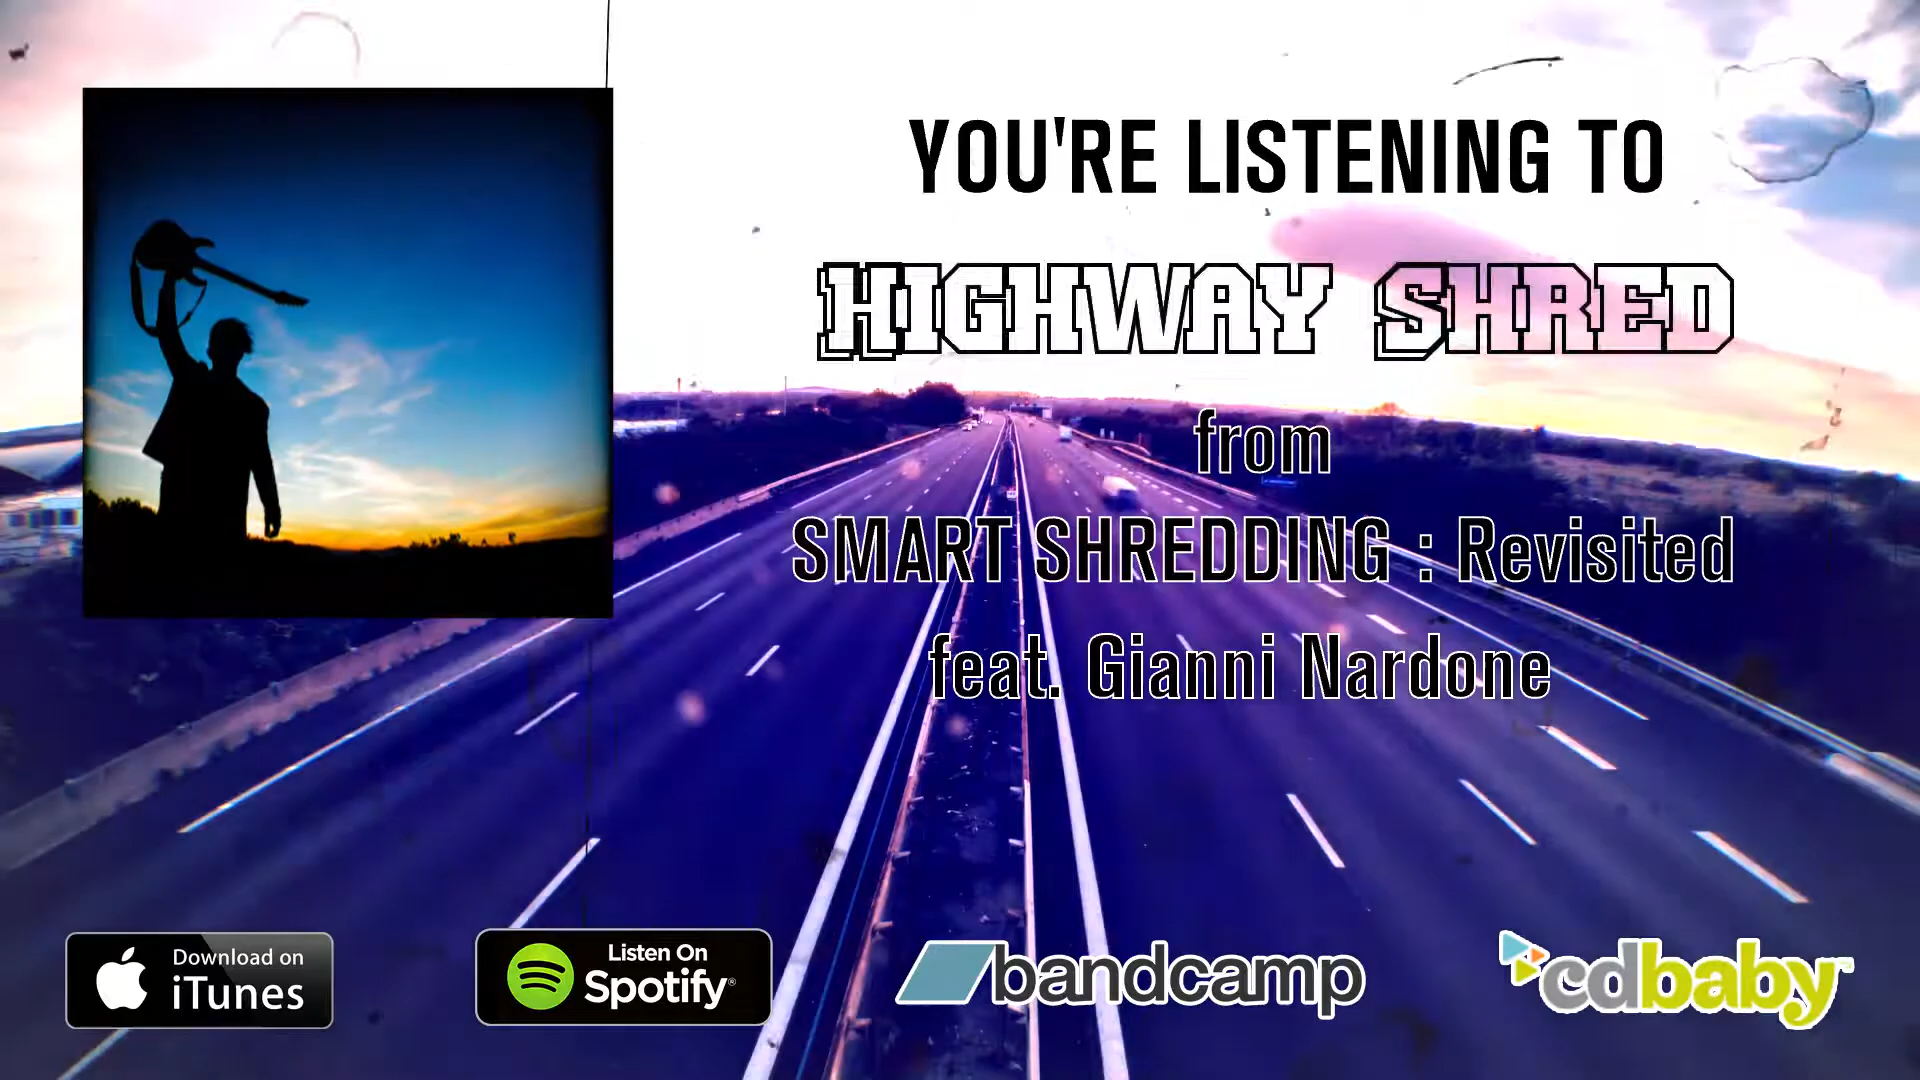 YOU'RE LISTENING TO
HIGHWAY SHRED
from
SMART SHREDDING : Revisited
feat. Gianni Nardone
Download on
iTunes
Listen On
Spotify®
bandcamp
cdbaby™